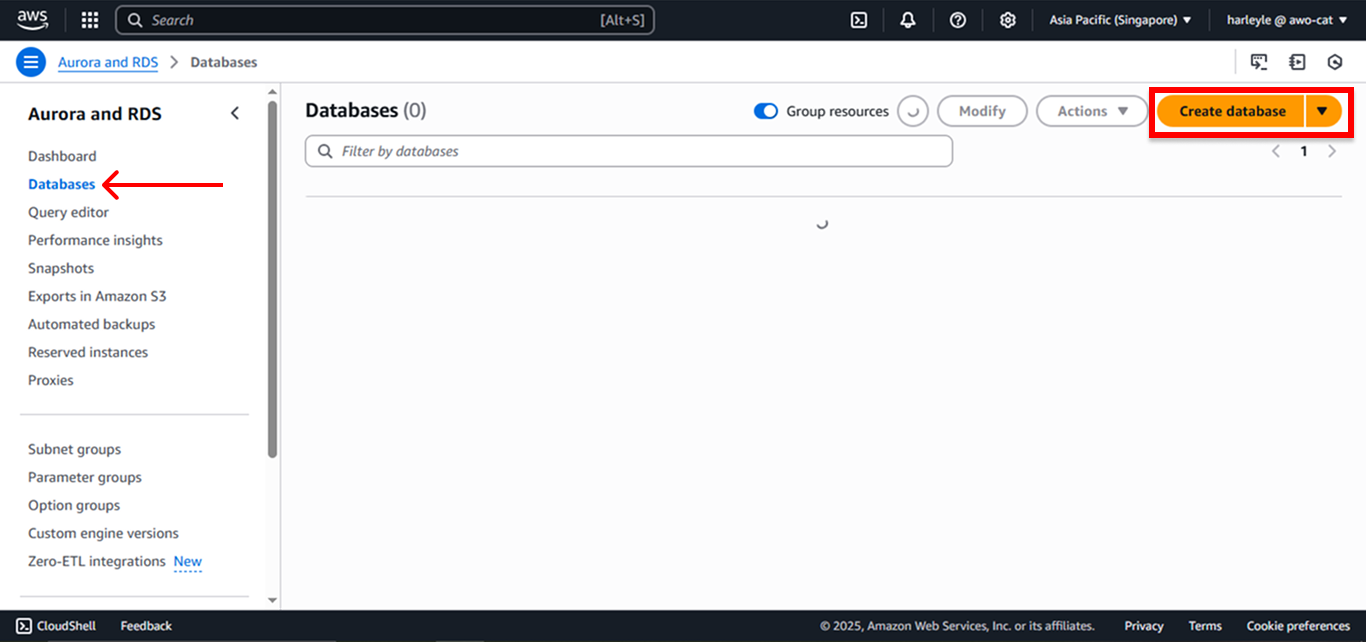 aws Search [Alt+S] Asia Pacific (Singapore) harleyle @ awo-cat
Aurora and RDS > Databases
Aurora and RDS
Dashboard
Databases
Query editor
Performance insights
Snapshots
Exports in Amazon S3
Automated backups
Reserved instances
Proxies
Subnet groups
Parameter groups
Option groups
Custom engine versions
Zero-ETL integrations New
Databases (0) Group resources Modify Actions Create database
Filter by databases
1
CloudShell Feedback © 2025, Amazon Web Services, Inc. or its affiliates. Privacy Terms Cookie preferences